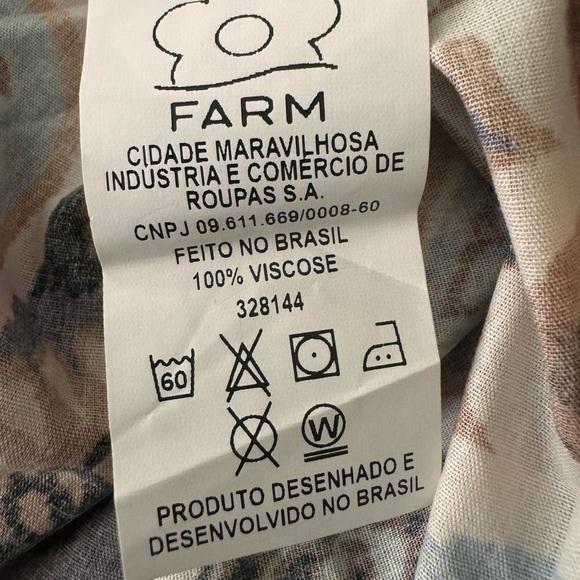 FARM
CIDADE MARAVILHOSA
INDUSTRIA E COMÉRCIO DE
ROUPAS S.A.
CNPJ 09.611.669/0008-60
FEITO NO BRASIL
100% VISCOSE
328144
60
W
PRODUTO DESENHADO E
DESENVOLVIDO NO BRASIL